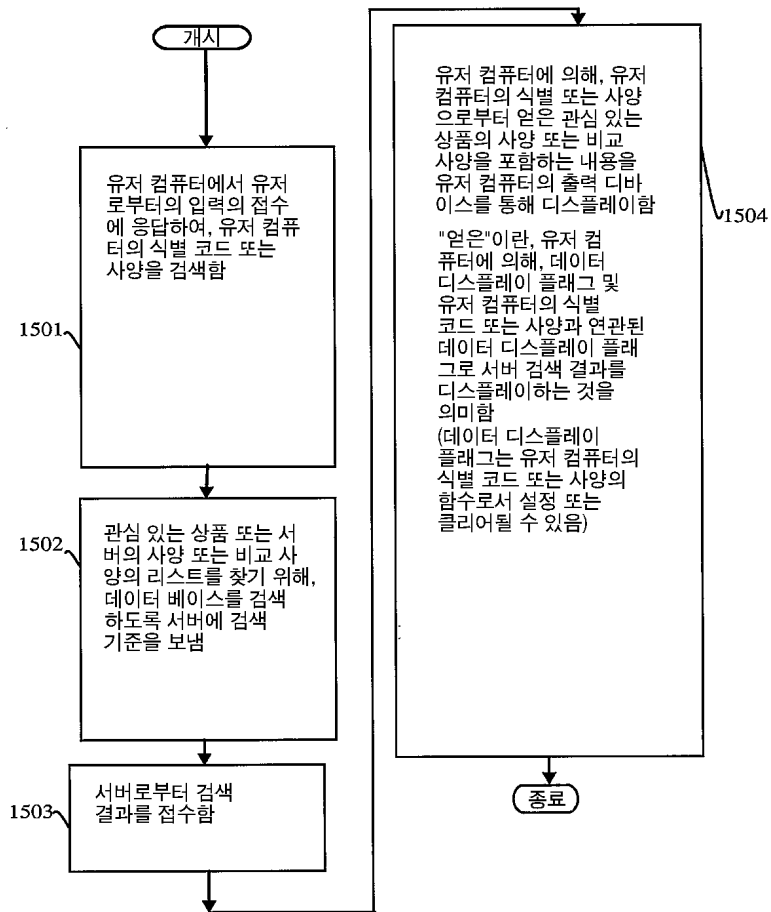 개시
유저 컴퓨터에서 유저
로부터의 입력의 접수
에 응답하여, 유저 컴퓨
터의 식별 코드 또는
사양을 검색함
1501
관심 있는 상품 또는 서
버의 사양 또는 비교 사
양의 리스트를 찾기 위해,
데이터 베이스를 검색
하도록 서버에 검색
기준을 보냄
1502
서버로부터 검색
결과를 접수함
1503
유저 컴퓨터에 의해, 유저
컴퓨터의 식별 또는 사양
으로부터 얻은 관심 있는
상품의 사양 또는 비교
사양을 포함하는 내용을
유저 컴퓨터의 출력 디바
이스를 통해 디스플레이함
"얻은"이란, 유저 컴
퓨터에 의해, 데이터
디스플레이 플래그 및
유저 컴퓨터의 식별
코드 또는 사양과 연관된
데이터 디스플레이 플래
그로 서버 검색 결과를
디스플레이하는 것을
의미함
(데이터 디스플레이
플래그는 유저 컴퓨터의
식별 코드 또는 사양의
함수로서 설정 또는
클리어될 수 있음)
1504
종료